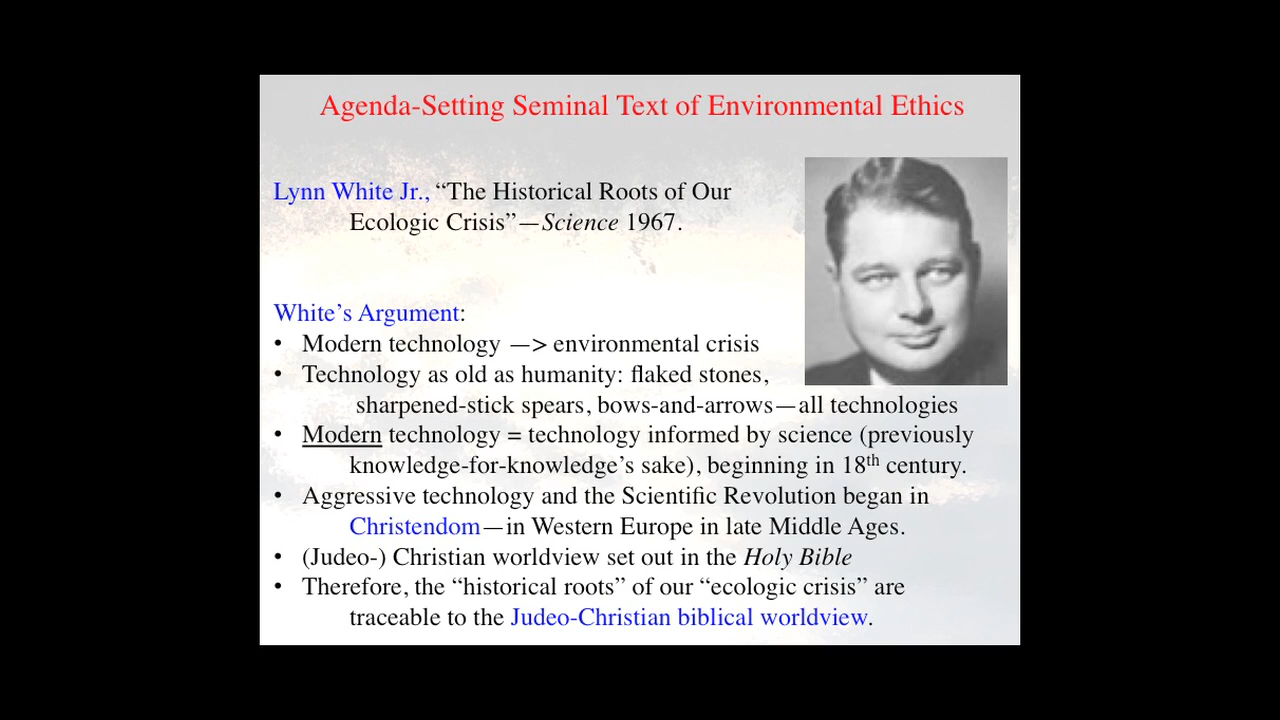 Agenda-Setting Seminal Text of Environmental Ethics
Lynn White Jr., “The Historical Roots of Our
Ecologic Crisis”—Science 1967.
White’s Argument:
• Modern technology —> environmental crisis
• Technology as old as humanity: flaked stones,
sharpened-stick spears, bows-and-arrows—all technologies
• Modern technology = technology informed by science (previously
knowledge-for-knowledge’s sake), beginning in 18th century.
• Aggressive technology and the Scientific Revolution began in
Christendom—in Western Europe in late Middle Ages.
• (Judeo-) Christian worldview set out in the Holy Bible
• Therefore, the “historical roots” of our “ecologic crisis” are
traceable to the Judeo-Christian biblical worldview.